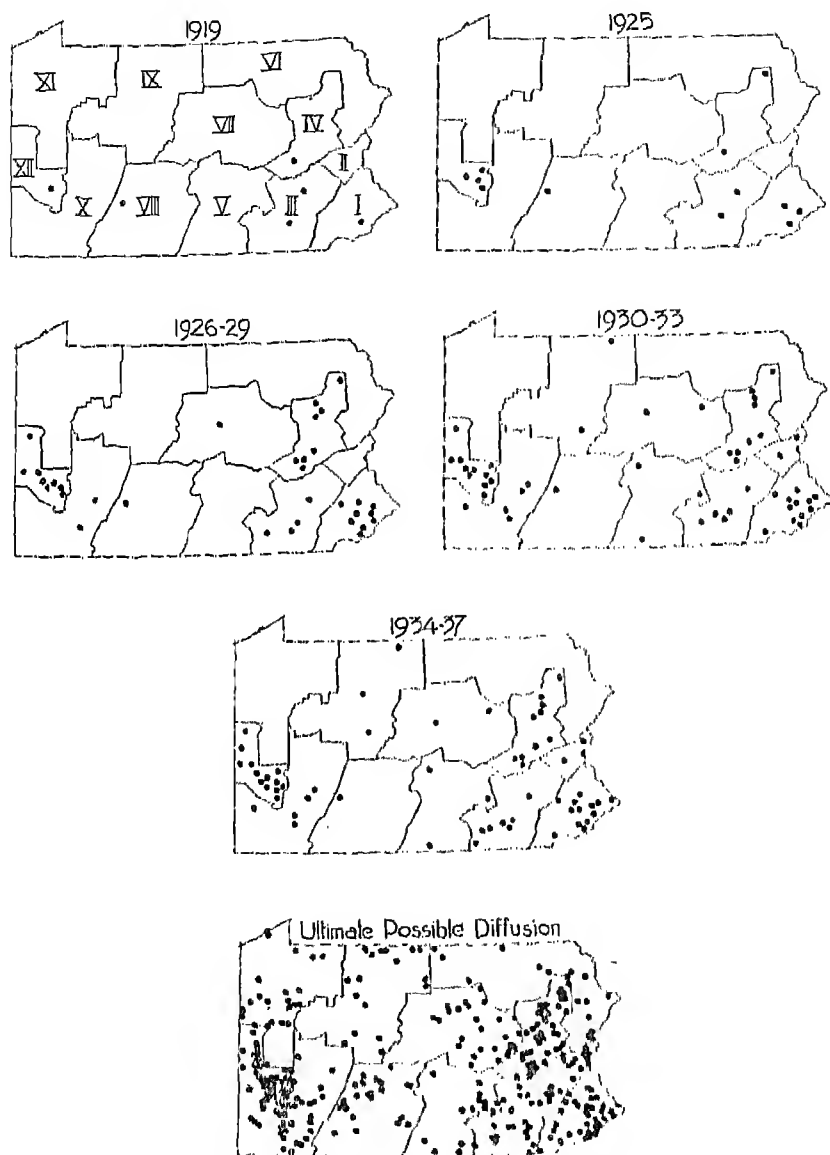 1919
XI
IX
VI
VII
IV
XII
II
X
VIII
V
III
I
1925
1926-29
1930-33
1934-37
Ultimate Possible Diffusion